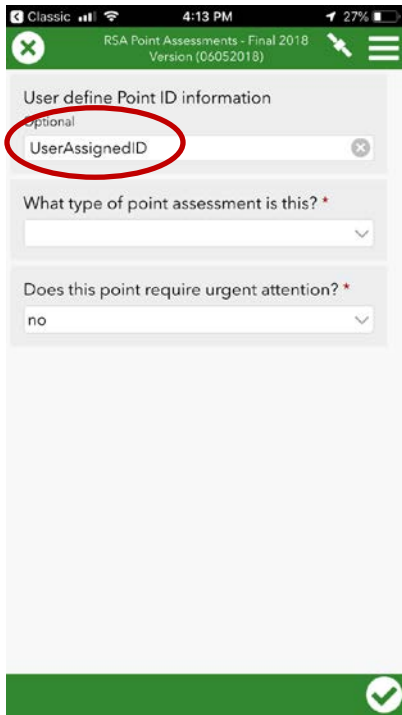 Classic 4:13 PM 27%
RSA Point Assessments - Final 2018
Version (06052018)
User define Point ID information
Optional
UserAssignedID
What type of point assessment is this? *
Does this point require urgent attention? *
no